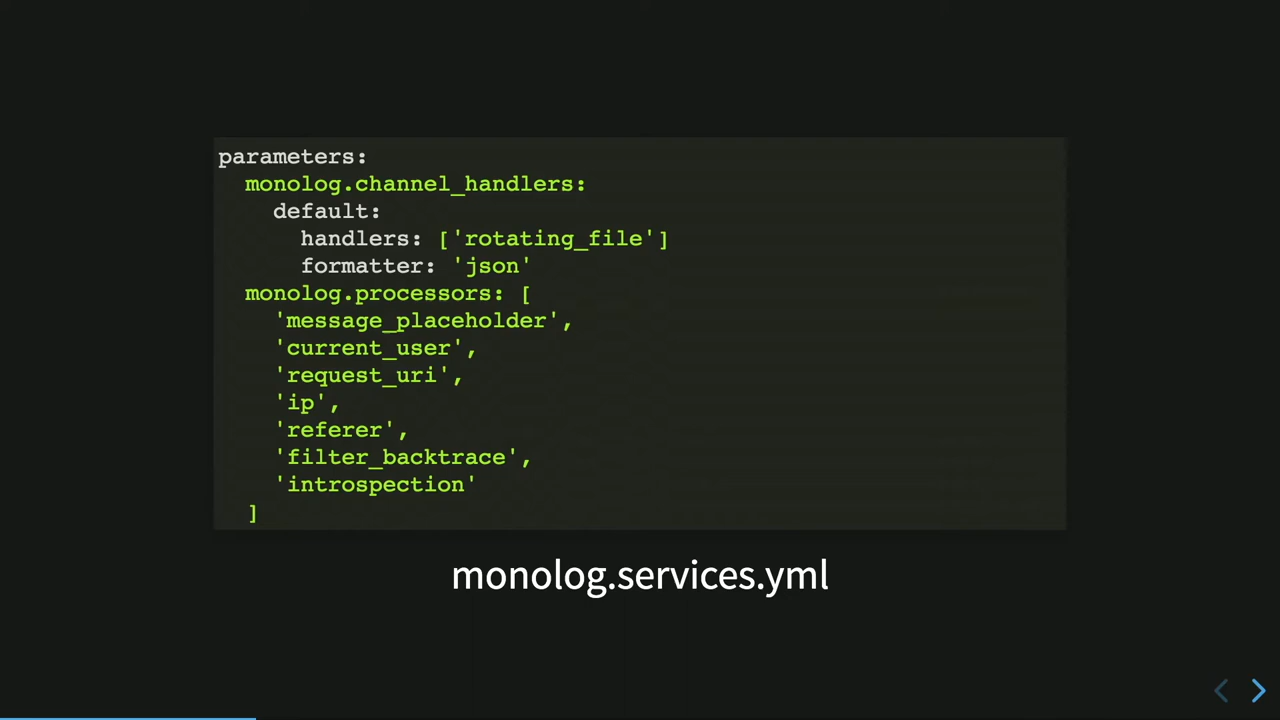 parameters:
  monolog.channel_handlers:
    default:
      handlers: ['rotating_file']
      formatter: 'json'
  monolog.processors: [
    'message_placeholder',
    'current_user',
    'request_uri',
    'ip',
    'referer',
    'filter_backtrace',
    'introspection'
  ]
monolog.services.yml